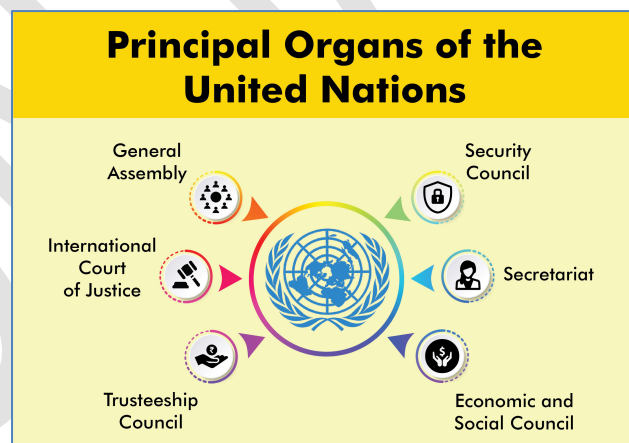 Principal Organs of the
United Nations
General
Assembly
Security
Council
International
Court
of Justice
Secretariat
Trusteeship
Council
Economic and
Social Council